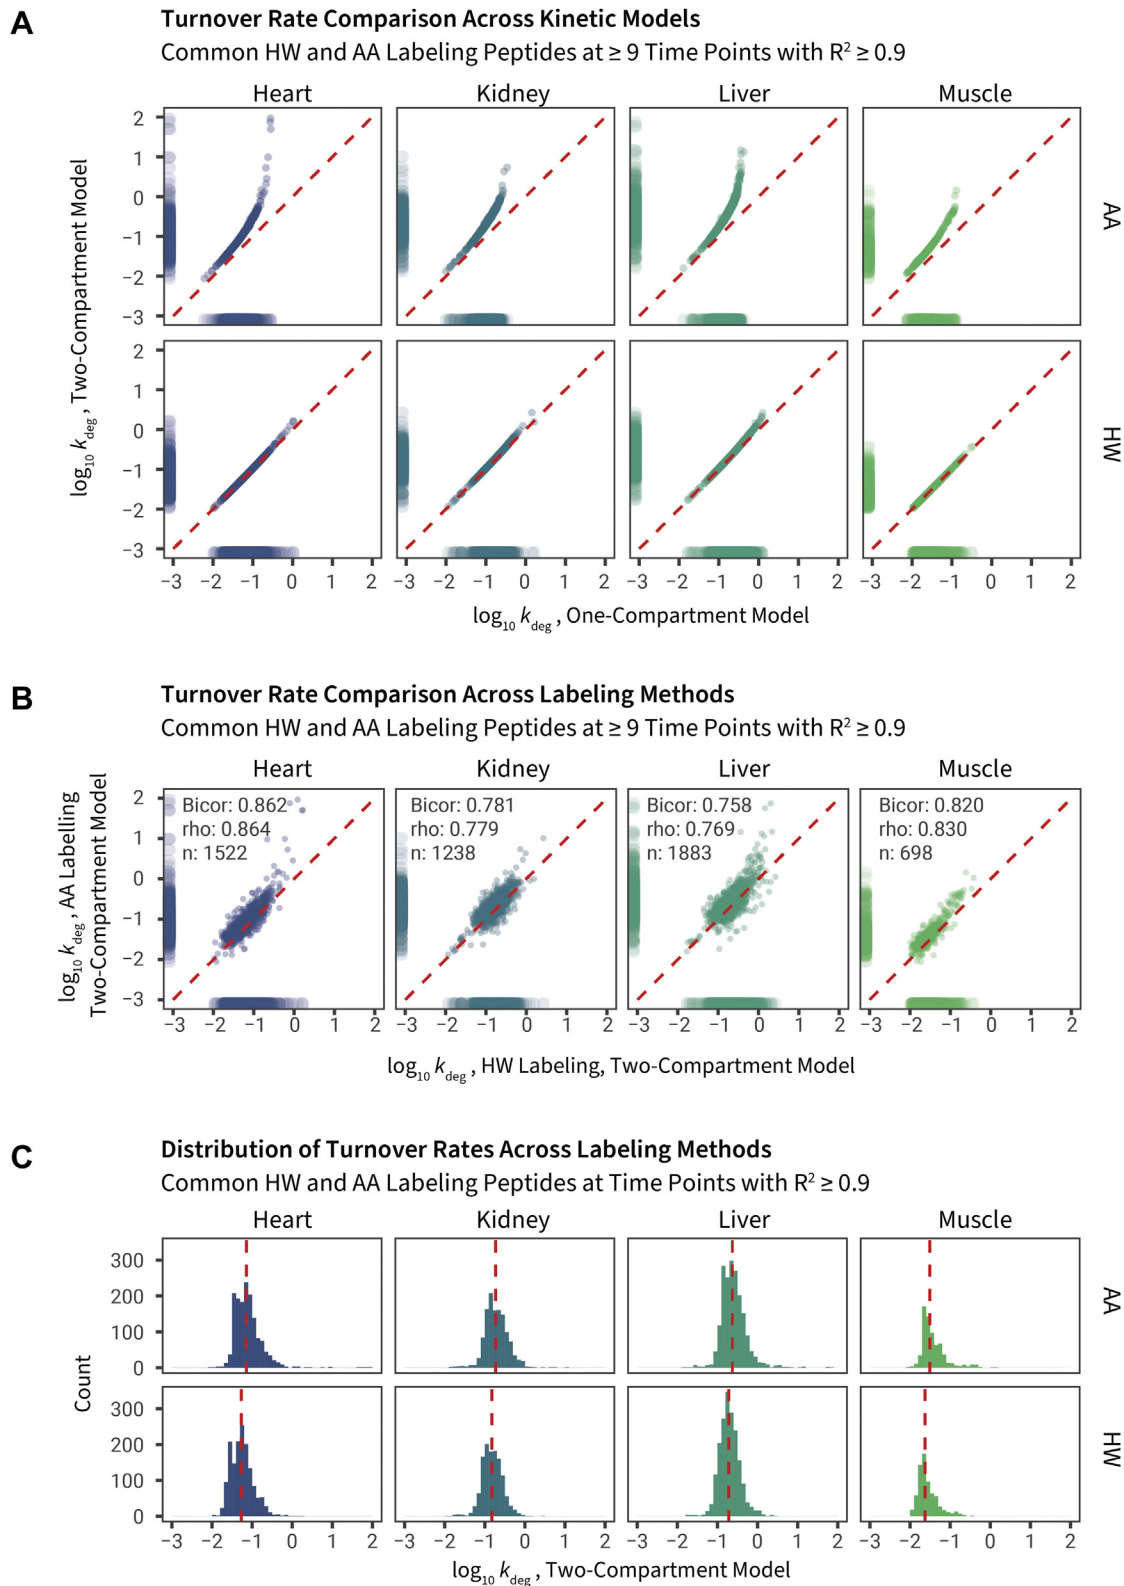 A
Turnover Rate Comparison Across Kinetic Models
Common HW and AA Labeling Peptides at ≥ 9 Time Points with R² ≥ 0.9
Heart Kidney Liver Muscle
log₁₀ k_deg , Two-Compartment Model
2
1
0
−1
−2
−3
AA
2
1
0
−1
−2
−3
HW
−3 −2 −1 0 1 2 −3 −2 −1 0 1 2 −3 −2 −1 0 1 2 −3 −2 −1 0 1 2
log₁₀ k_deg , One-Compartment Model
B
Turnover Rate Comparison Across Labeling Methods
Common HW and AA Labeling Peptides at ≥ 9 Time Points with R² ≥ 0.9
Heart Kidney Liver Muscle
log₁₀ k_deg , AA Labelling
Two-Compartment Model
2
1
0
−1
−2
−3
Bicor: 0.862
rho: 0.864
n: 1522
Bicor: 0.781
rho: 0.779
n: 1238
Bicor: 0.758
rho: 0.769
n: 1883
Bicor: 0.820
rho: 0.830
n: 698
−3 −2 −1 0 1 2 −3 −2 −1 0 1 2 −3 −2 −1 0 1 2 −3 −2 −1 0 1 2
log₁₀ k_deg , HW Labeling, Two-Compartment Model
C
Distribution of Turnover Rates Across Labeling Methods
Common HW and AA Labeling Peptides at Time Points with R² ≥ 0.9
Heart Kidney Liver Muscle
Count
300
200
100
0
AA
300
200
100
0
HW
−3 −2 −1 0 1 2 −3 −2 −1 0 1 2 −3 −2 −1 0 1 2 −3 −2 −1 0 1 2
log₁₀ k_deg , Two-Compartment Model